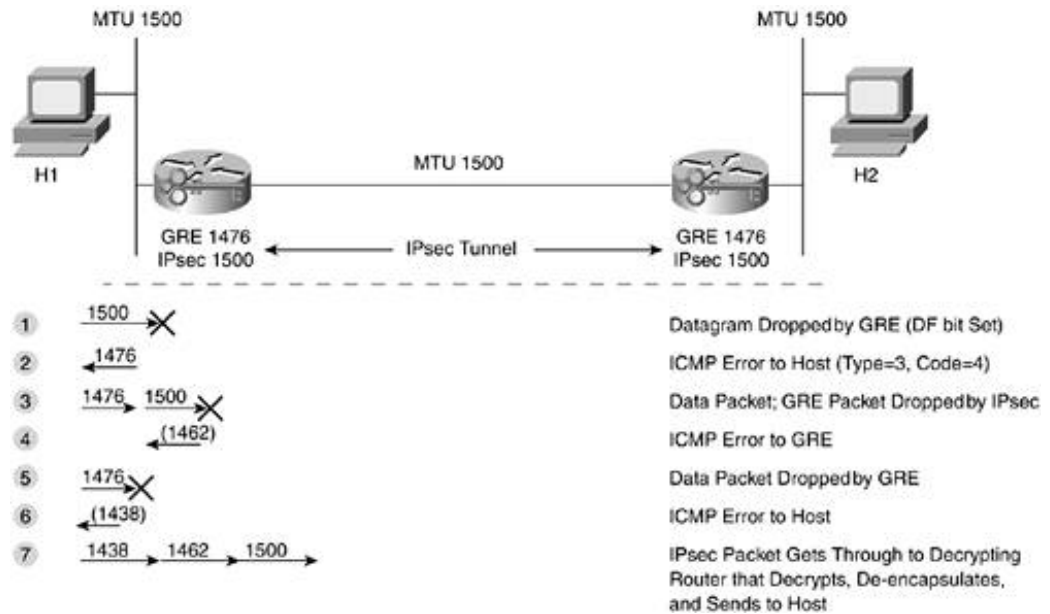 MTU 1500
MTU 1500
H1
MTU 1500
H2
GRE 1476
IPsec 1500
IPsec Tunnel
GRE 1476
IPsec 1500
1 1500 Datagram Dropped by GRE (DF bit Set)
2 1476 ICMP Error to Host (Type=3, Code=4)
3 1476 1500 Data Packet; GRE Packet Dropped by IPsec
4 (1462) ICMP Error to GRE
5 1476 Data Packet Dropped by GRE
6 (1438) ICMP Error to Host
7 1438 1462 1500 IPsec Packet Gets Through to Decrypting
Router that Decrypts, De-encapsulates,
and Sends to Host